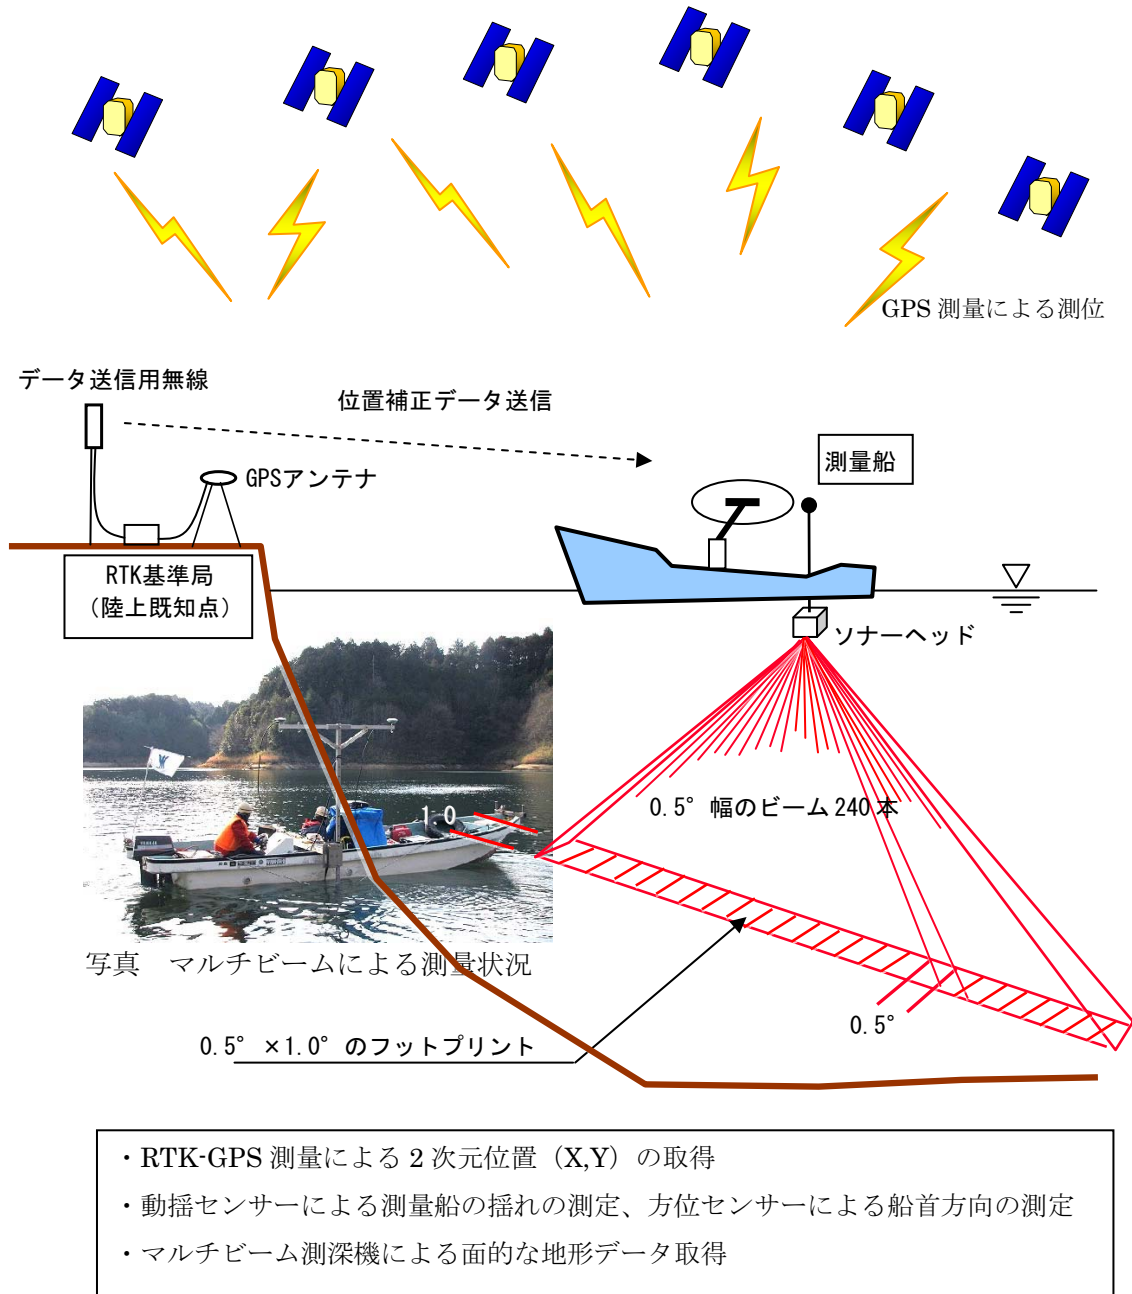 GPS 測量による測位
データ送信用無線
位置補正データ送信
測量船
GPSアンテナ
RTK基準局
（陸上既知点）
ソナーヘッド
0.5° 幅のビーム 240 本
1.0
写真　マルチビームによる測量状況
0.5°
0.5° ×1.0° のフットプリント
・RTK-GPS 測量による 2 次元位置（X,Y）の取得
・動揺センサーによる測量船の揺れの測定、方位センサーによる船首方向の測定
・マルチビーム測深機による面的な地形データ取得